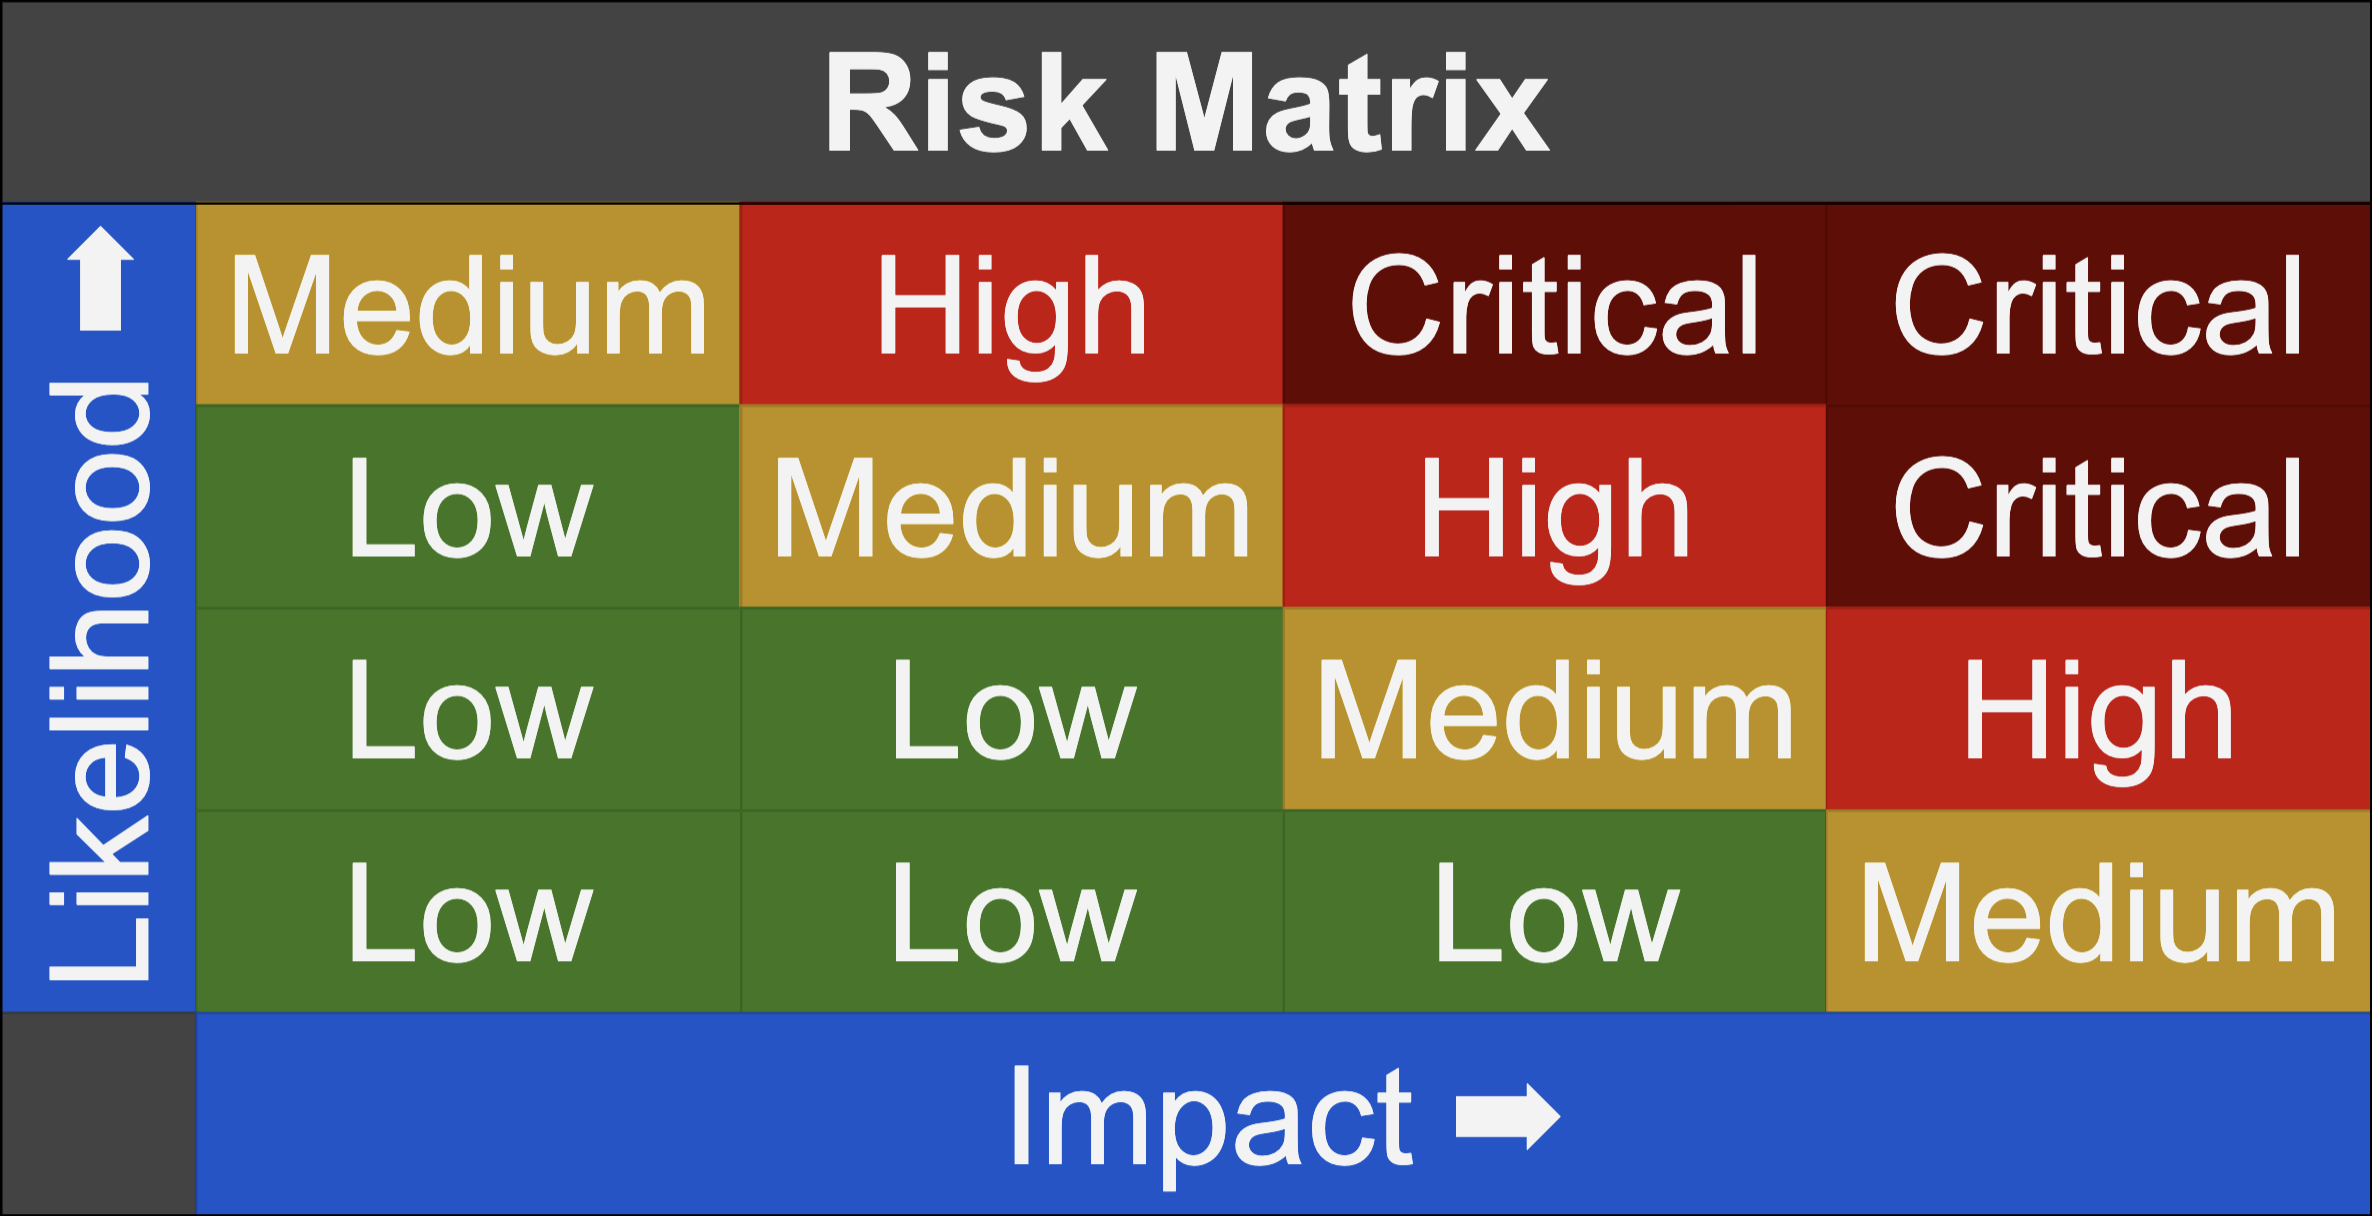 Risk Matrix
Likelihood
Medium High Critical Critical
Low Medium High Critical
Low Low Medium High
Low Low Low Medium
Impact